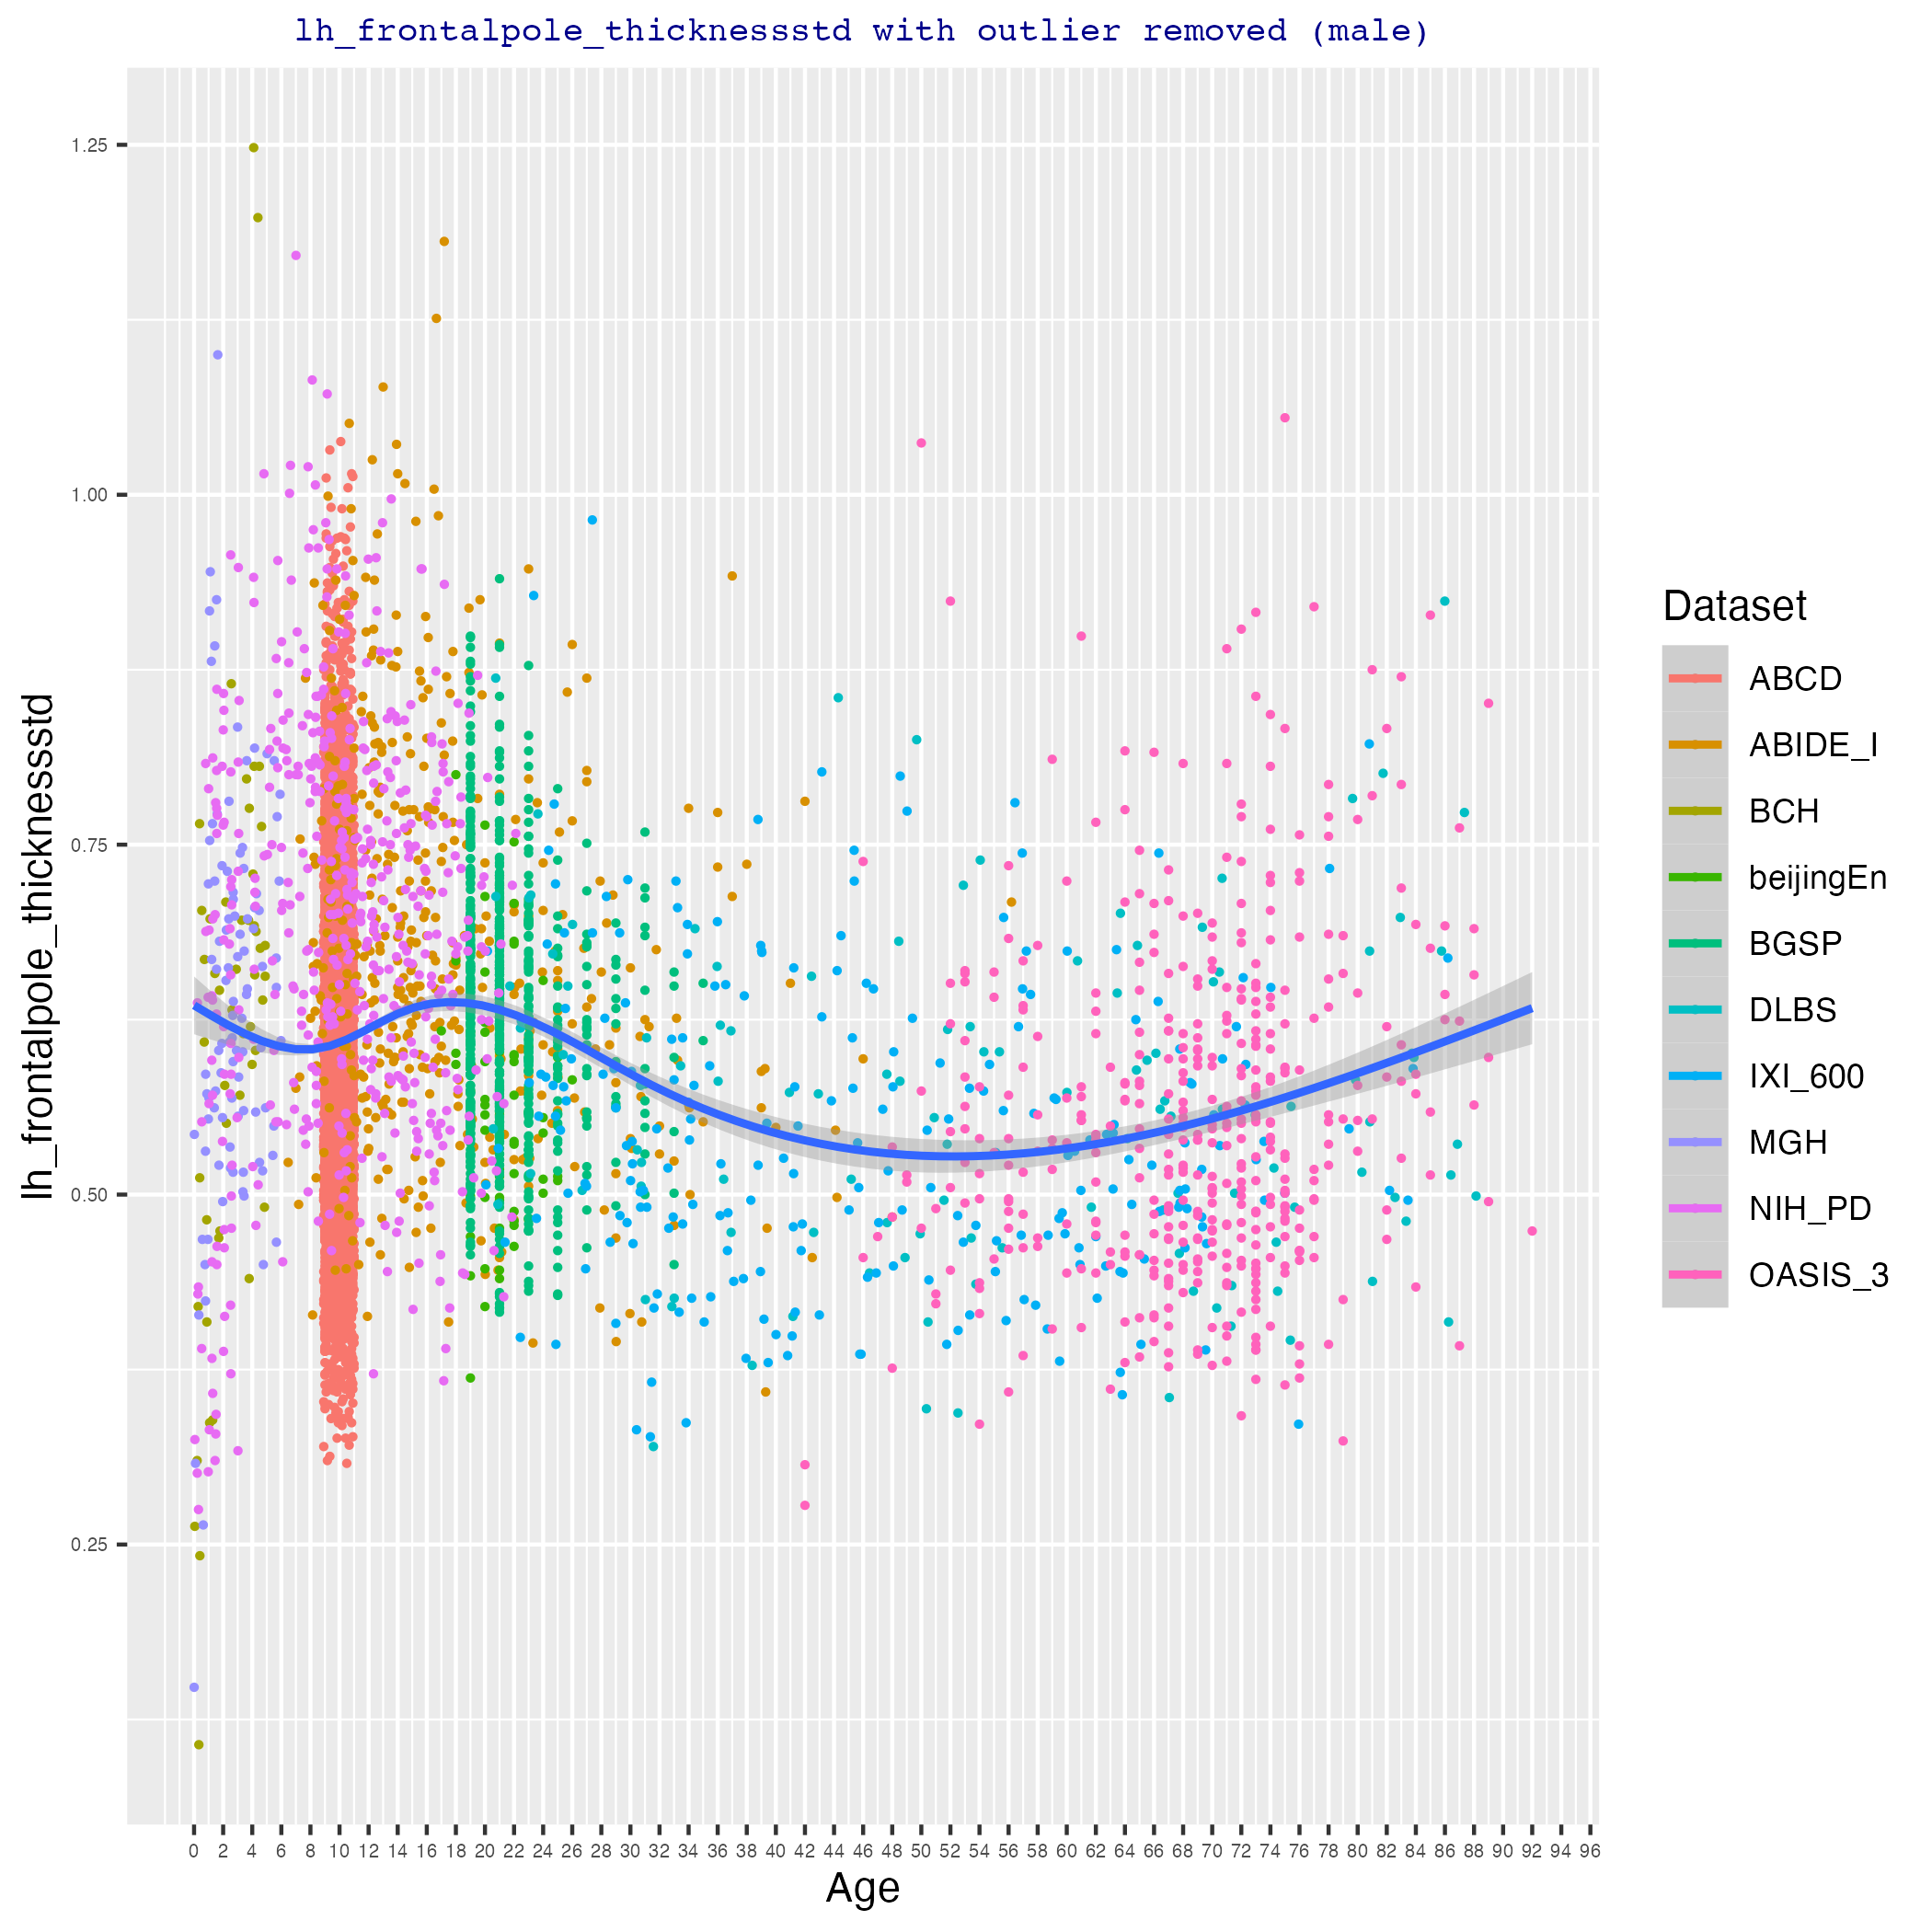 lh_frontalpole_thicknessstd with outlier removed (male)
lh_frontalpole_thicknessstd
1.25
1.00
0.75
0.50
0.25
0 2 4 6 8 10 12 14 16 18 20 22 24 26 28 30 32 34 36 38 40 42 44 46 48 50 52 54 56 58 60 62 64 66 68 70 72 74 76 78 80 82 84 86 88 90 92 94 96
Age
Dataset
ABCD
ABIDE_I
BCH
beijingEn
BGSP
DLBS
IXI_600
MGH
NIH_PD
OASIS_3